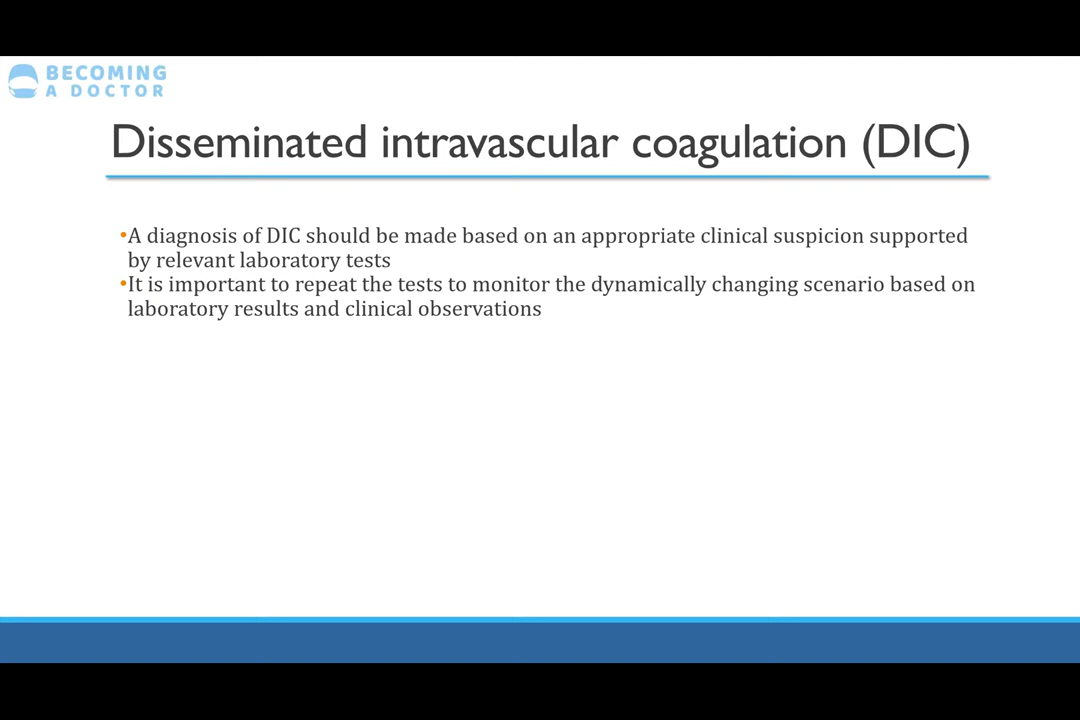 BECOMING
A DOCTOR
Disseminated intravascular coagulation (DIC)
•A diagnosis of DIC should be made based on an appropriate clinical suspicion supported
by relevant laboratory tests
•It is important to repeat the tests to monitor the dynamically changing scenario based on
laboratory results and clinical observations